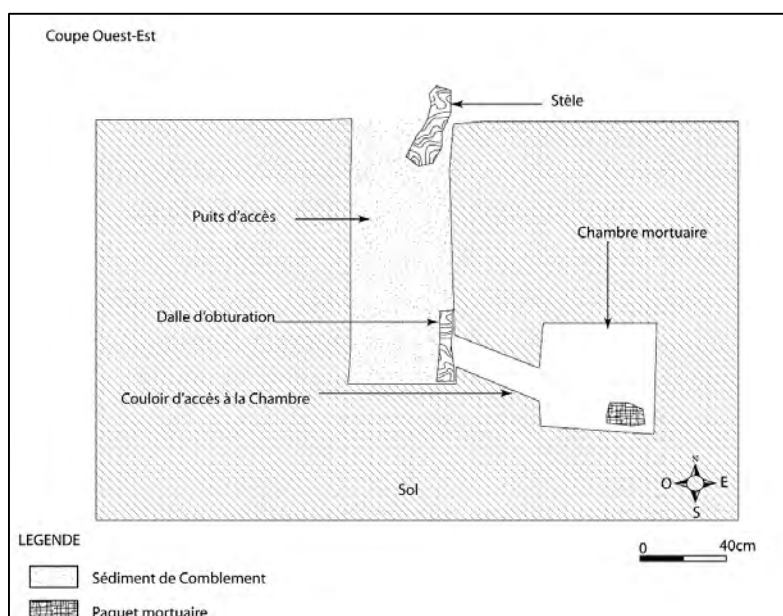 Coupe Ouest-Est
Stèle
Puits d'accès
Chambre mortuaire
Dalle d'obturation
Couloir d'accès à la Chambre
N
O E
S
Sol
0 40cm
LEGENDE
Sédiment de Comblement
Paquet mortuaire